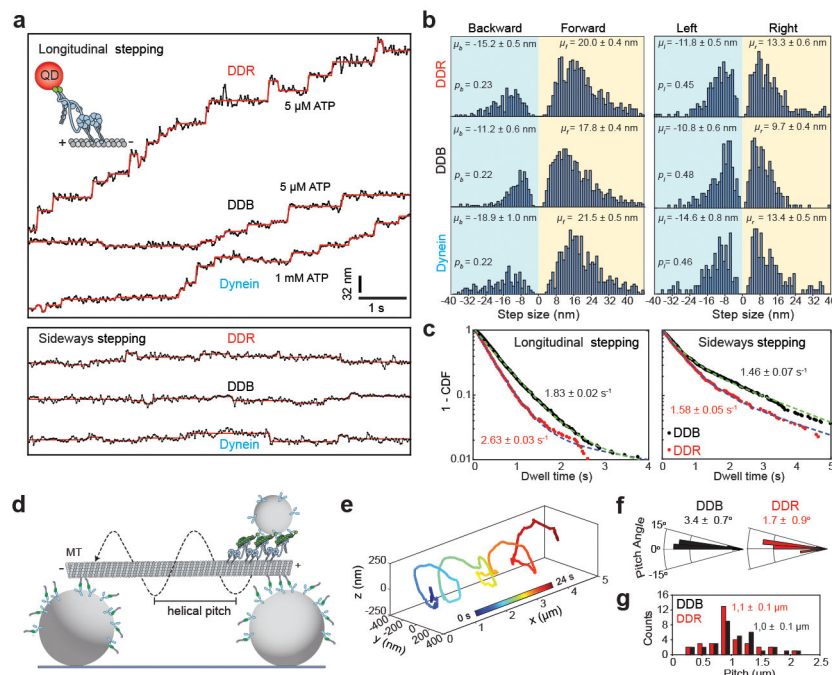 a
Longitudinal stepping
QD
DDR
5 µM ATP
+
-
5 µM ATP
DDB
1 mM ATP
Dynein
32 nm
1 s
Sideways stepping
DDR
DDB
Dynein
b
Backward Forward Left Right
DDR
μb = -15.2 ± 0.5 nm μf = 20.0 ± 0.4 nm μl = -11.8 ± 0.5 nm μr = 13.3 ± 0.6 nm
pb = 0.23 pl = 0.45
DDB
μb = -11.2 ± 0.6 nm μf = 17.8 ± 0.4 nm μl = -10.8 ± 0.6 nm μr = 9.7 ± 0.4 nm
pb = 0.22 pl = 0.48
Dynein
μb = -18.9 ± 1.0 nm μf = 21.5 ± 0.5 nm μl = -14.6 ± 0.8 nm μr = 13.4 ± 0.5 nm
pb = 0.22 pl = 0.46
-40 -32 -24 -16 -8 0 8 16 24 32 40 -40 -24 -8 0 8 24 40
Step size (nm) Step size (nm)
c
Longitudinal stepping Sideways stepping
1 - CDF
1
0.1
0.01
1.83 ± 0.02 s⁻¹
2.63 ± 0.03 s⁻¹
1.46 ± 0.07 s⁻¹
1.58 ± 0.05 s⁻¹
DDB
DDR
0 1 2 3 4 0 1 2 3 4 5
Dwell time (s) Dwell time (s)
d
MT
-
+
helical pitch
e
z (nm)
250
0
-250
-400
-200
0
200
400
y (nm)
0 s
24 s
0
1
2
3
4
5
x (µm)
f
DDB DDR
3.4 ± 0.7° 1.7 ± 0.9°
Pitch Angle
15°
0°
-15°
g
DDB
DDR
1,1 ± 0.1 µm
1,0 ± 0.1 µm
Counts
16
12
8
4
0
0 0.5 1 1.5 2 2.5
Pitch (µm)